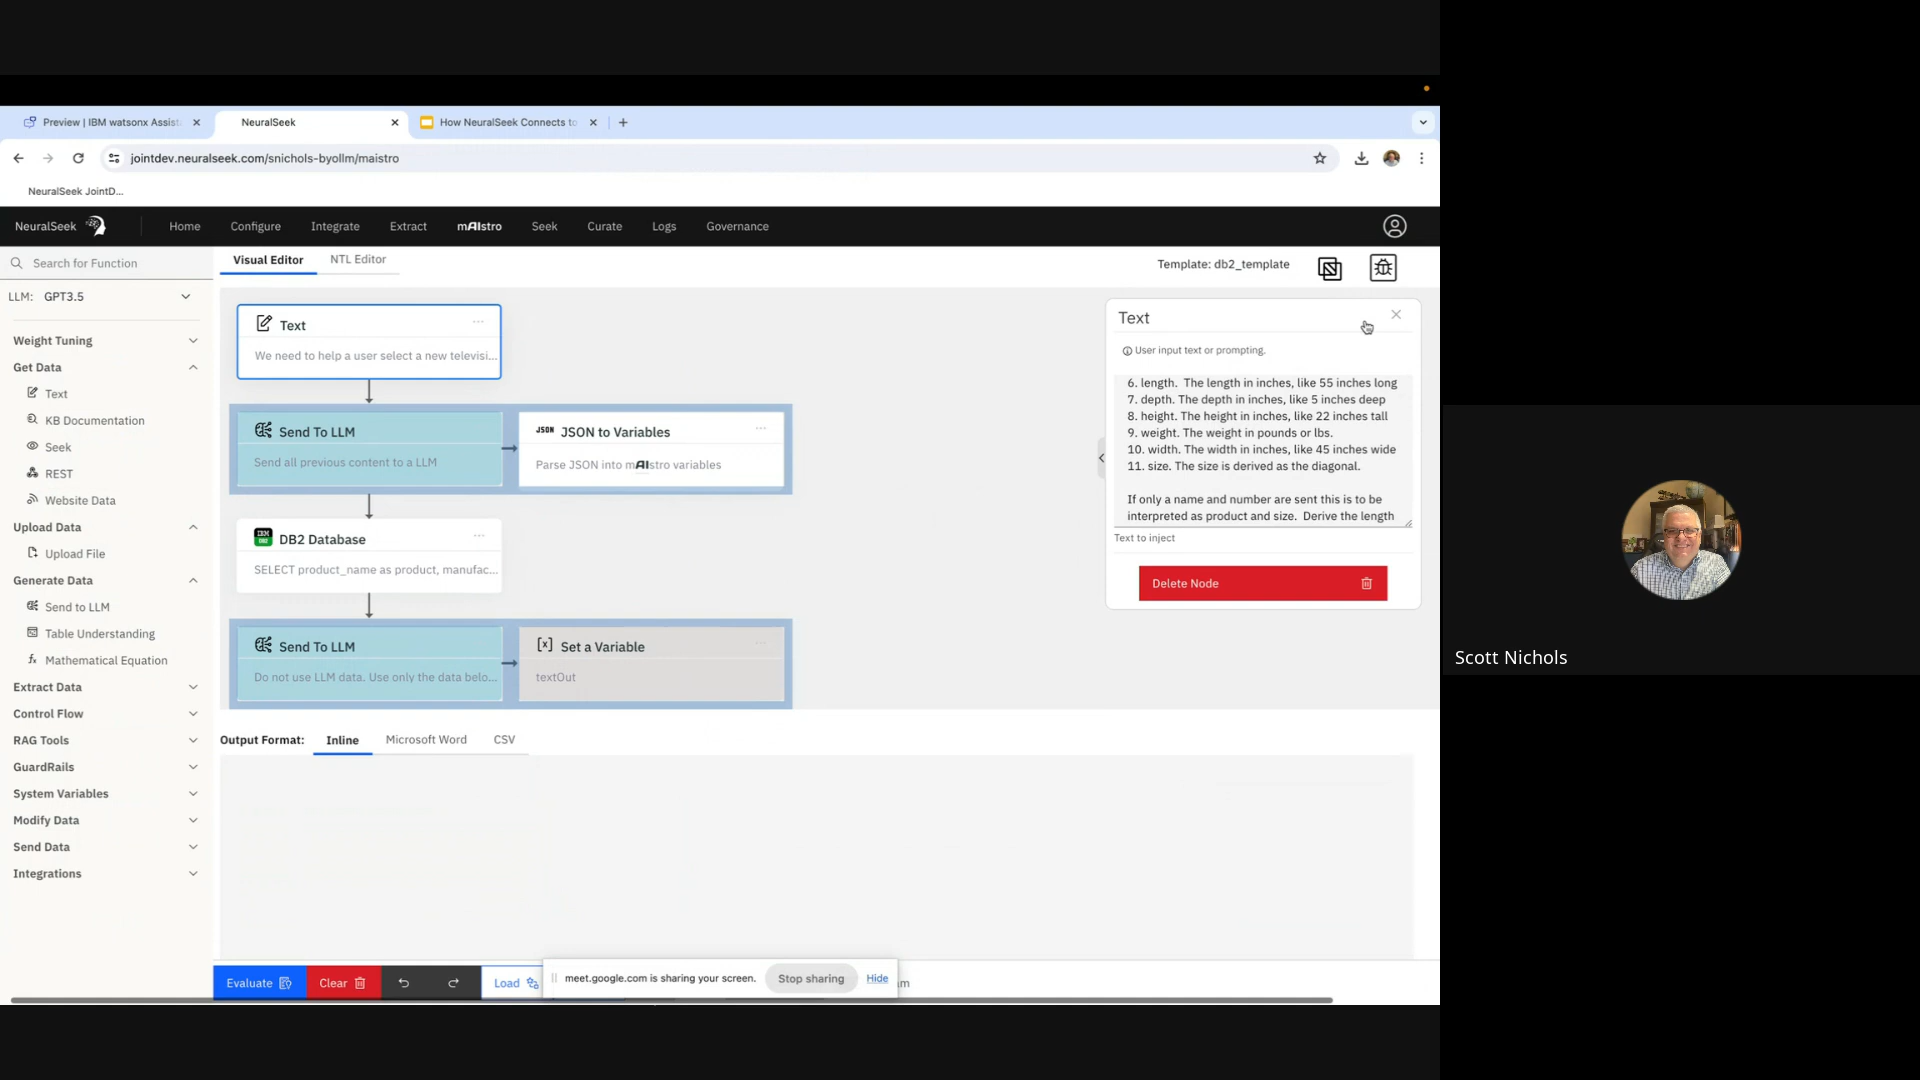 Preview | IBM watsonx Assist
NeuralSeek
How NeuralSeek Connects to
jointdev.neuralseek.com/snichols-byollm/maistro
NeuralSeek JointD...
NeuralSeek
Home
Configure
Integrate
Extract
mAIstro
Seek
Curate
Logs
Governance
Search for Function
Visual Editor
NTL Editor
Template: db2_template
LLM: GPT3.5
Weight Tuning
Get Data
Text
KB Documentation
Seek
REST
Website Data
Upload Data
Upload File
Generate Data
Send to LLM
Table Understanding
Mathematical Equation
Extract Data
Control Flow
RAG Tools
GuardRails
System Variables
Modify Data
Send Data
Integrations
Text
We need to help a user select a new televisi...
Send To LLM
Send all previous content to a LLM
JSON JSON to Variables
Parse JSON into mAIstro variables
IBM DB2 DB2 Database
SELECT product_name as product, manufac...
Send To LLM
Do not use LLM data. Use only the data belo...
[x] Set a Variable
textOut
Text
User input text or prompting.
6. length. The length in inches, like 55 inches long
7. depth. The depth in inches, like 5 inches deep
8. height. The height in inches, like 22 inches tall
9. weight. The weight in pounds or lbs.
10. width. The width in inches, like 45 inches wide
11. size. The size is derived as the diagonal.
If only a name and number are sent this is to be
interpreted as product and size. Derive the length
Text to inject
Delete Node
Output Format:
Inline
Microsoft Word
CSV
Evaluate
Clear
Load
meet.google.com is sharing your screen.
Stop sharing
Hide
Scott Nichols